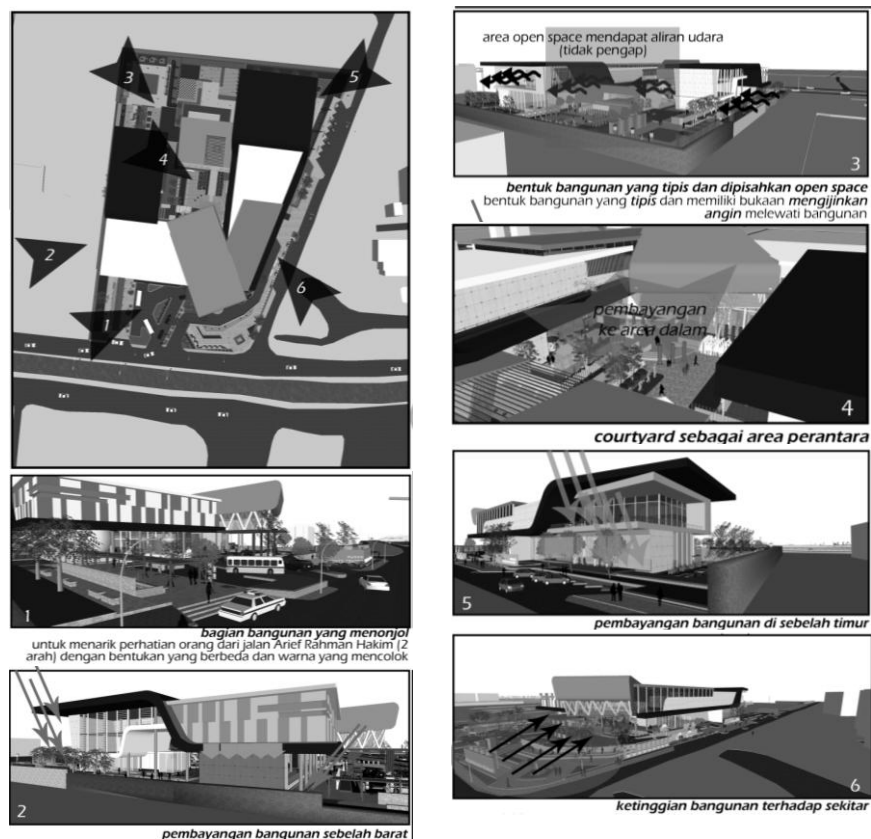 3
5
4
2
6
1
1
bagian bangunan yang menonjol
untuk menarik perhatian orang dari jalan Arief Rahman Hakim (2
arah) dengan bentukan yang berbeda dan warna yang mencolok
2
pembayangan bangunan sebelah barat
area open space mendapat aliran udara
(tidak pengap)
3
bentuk bangunan yang tipis dan dipisahkan open space
bentuk bangunan yang tipis dan memiliki bukaan mengijinkan
angin melewati bangunan
pembayangan
ke area dalam
4
courtyard sebagai area perantara
5
pembayangan bangunan di sebelah timur
6
ketinggian bangunan terhadap sekitar